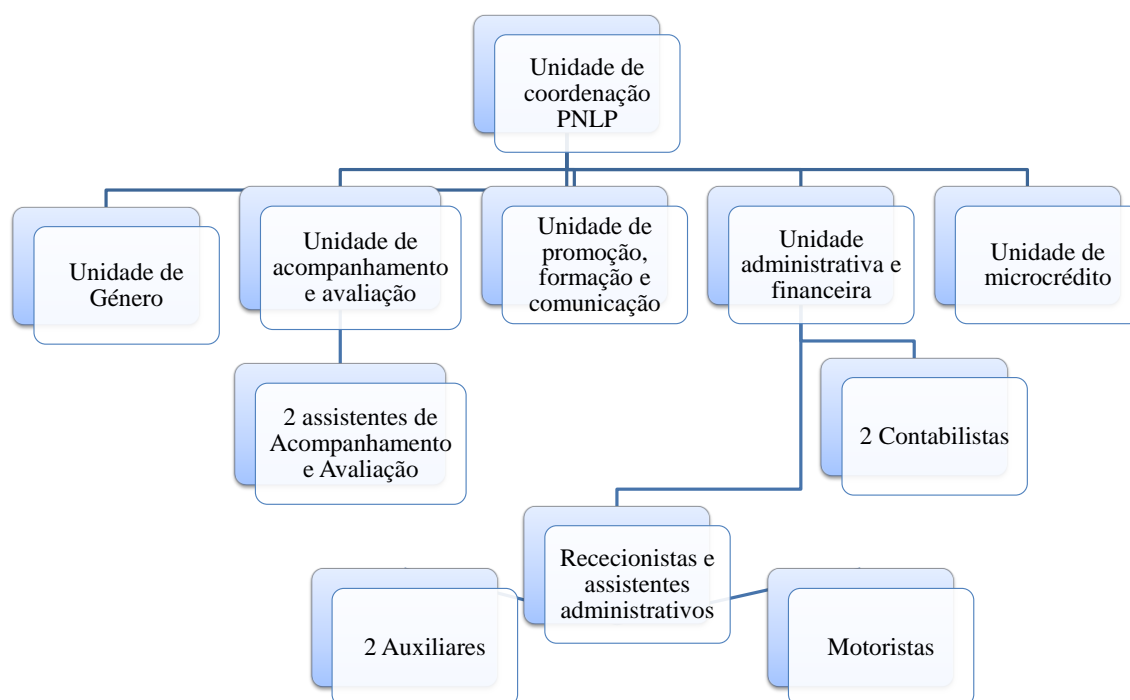 Unidade de
coordenação
PNLP
Unidade de
Género
Unidade de
acompanhamento
e avaliação
Unidade de
promoção,
formação e
comunicação
Unidade
administrativa e
financeira
Unidade de
microcrédito
2 assistentes de
Acompanhamento
e Avaliação
2 Contabilistas
Rececionistas e
assistentes
administrativos
2 Auxiliares
Motoristas